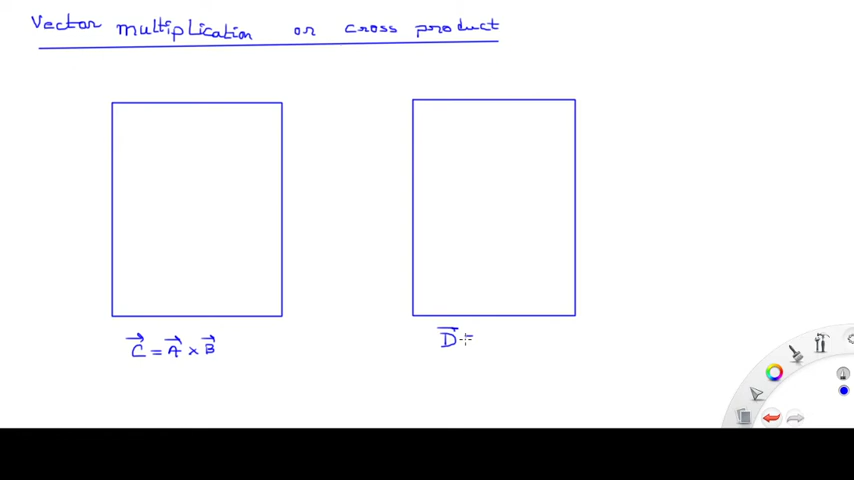 Vector multiplication or cross product
C⃗ = A⃗ × B⃗
D⃗ =